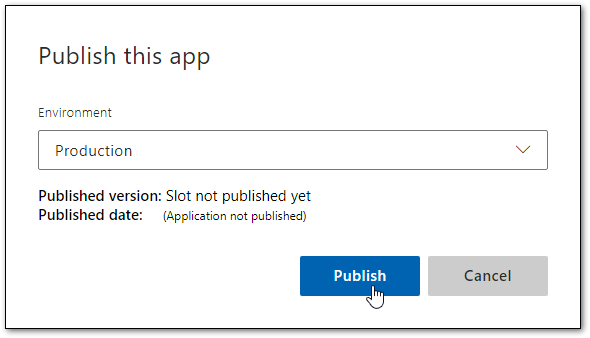 Publish this app
Environment
Production
Published version: Slot not published yet
Published date: (Application not published)
Publish Cancel